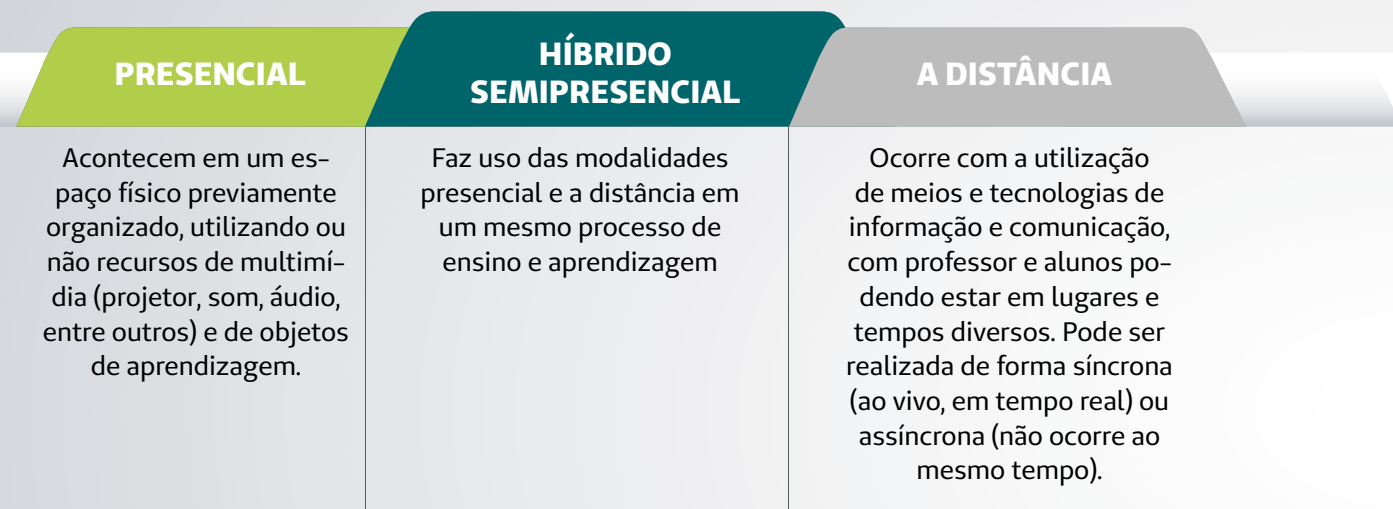 PRESENCIAL
Acontecem em um es-
paço físico previamente
organizado, utilizando ou
não recursos de multimí-
dia (projetor, som, áudio,
entre outros) e de objetos
de aprendizagem.
HÍBRIDO
SEMIPRESENCIAL
Faz uso das modalidades
presencial e a distância em
um mesmo processo de
ensino e aprendizagem
A DISTÂNCIA
Ocorre com a utilização
de meios e tecnologias de
informação e comunicação,
com professor e alunos po-
dendo estar em lugares e
tempos diversos. Pode ser
realizada de forma síncrona
(ao vivo, em tempo real) ou
assíncrona (não ocorre ao
mesmo tempo).